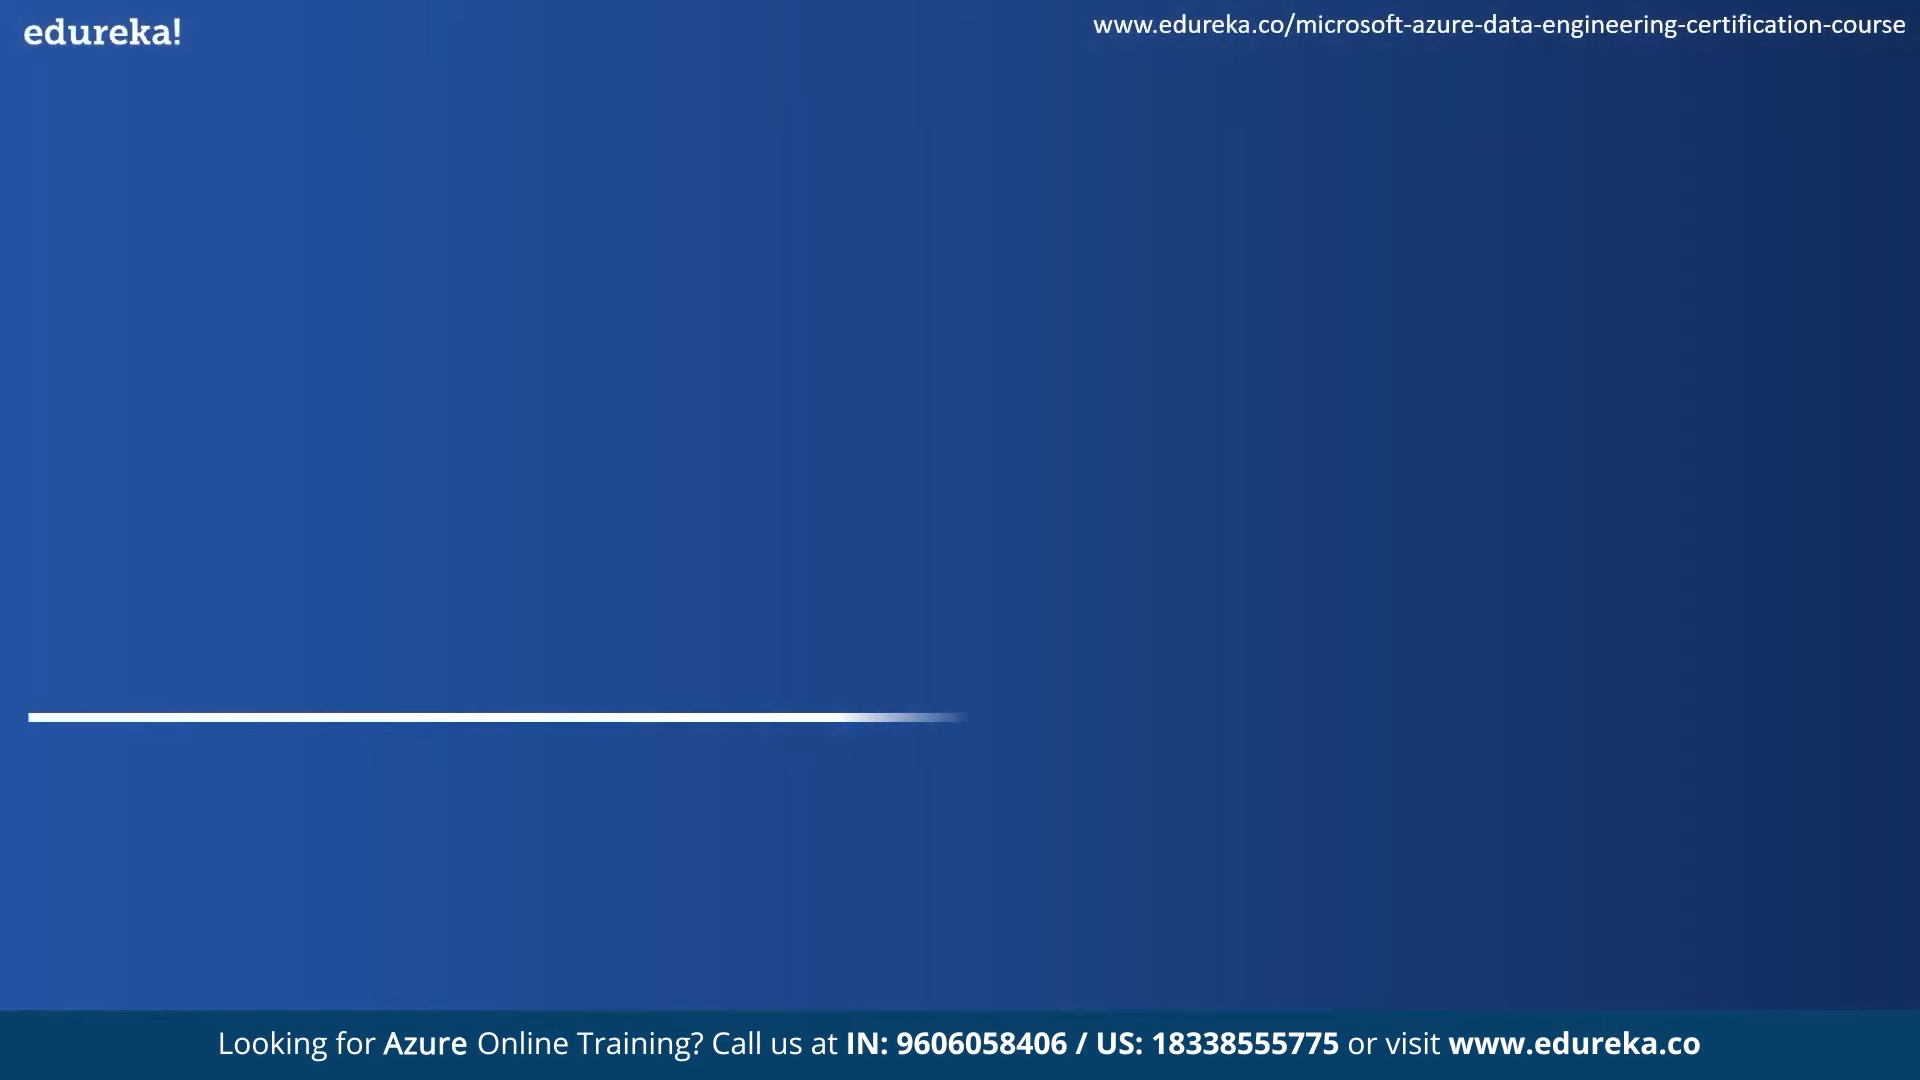 edureka!
www.edureka.co/microsoft-azure-data-engineering-certification-course
Looking for Azure Online Training? Call us at IN: 9606058406 / US: 18338555775 or visit www.edureka.co